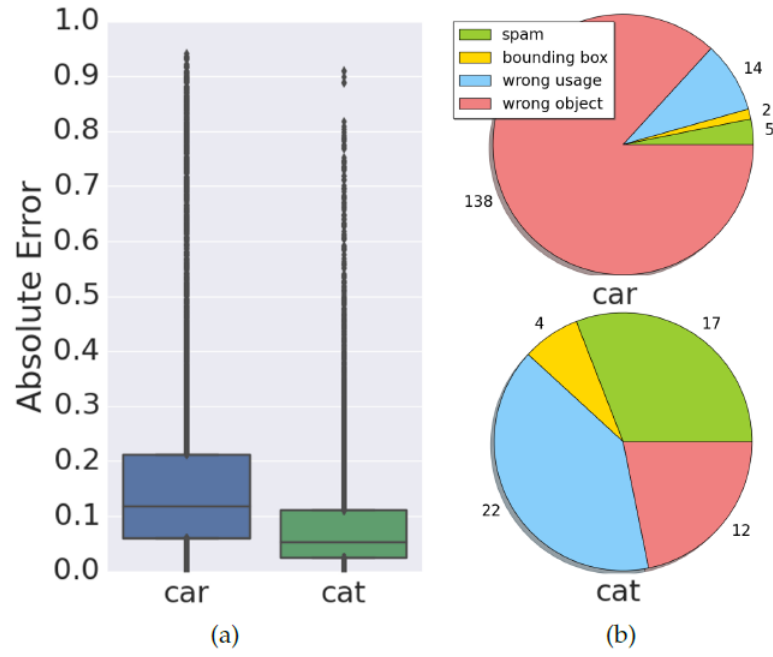 1.0
0.9
0.8
0.7
0.6
0.5
0.4
0.3
0.2
0.1
0.0
Absolute Error
car
cat
(a)
spam
bounding box
wrong usage
wrong object
14
2
5
138
car
4
17
22
12
cat
(b)